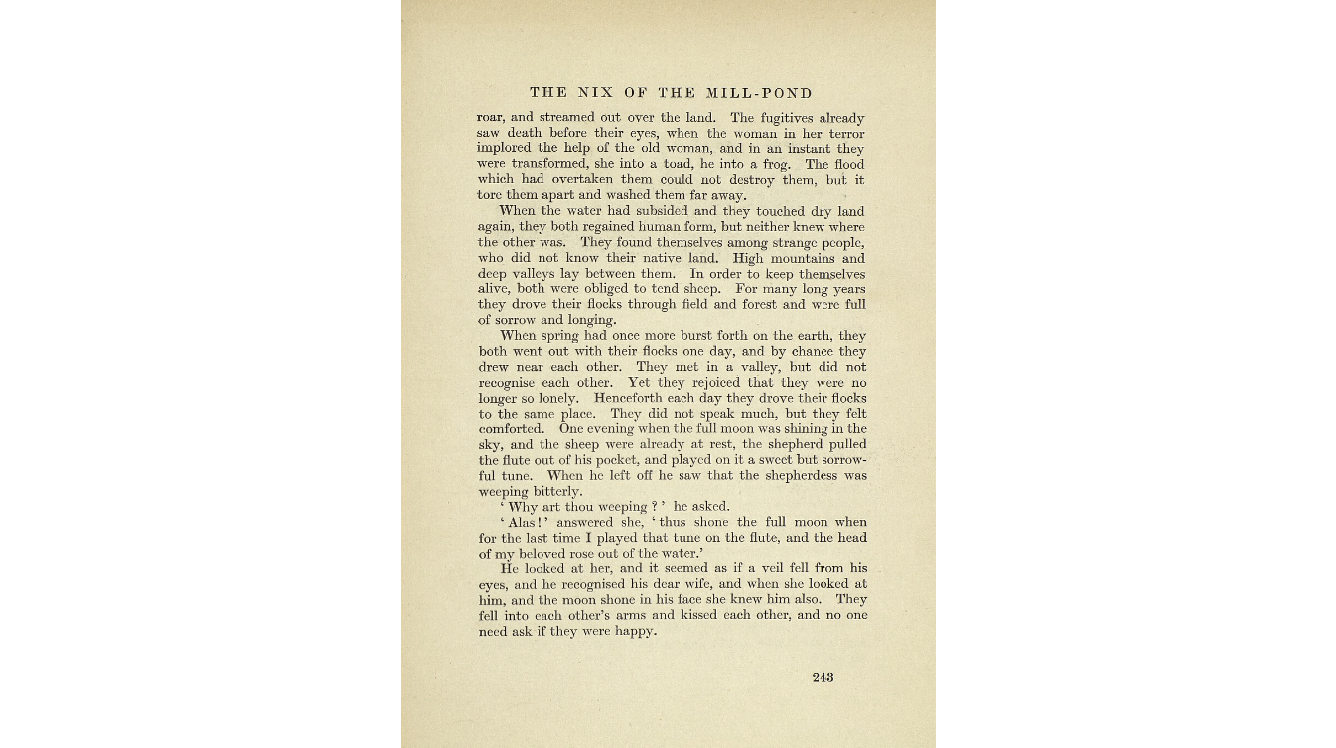 THE NIX OF THE MILL-POND
roar, and streamed out over the land. The fugitives already
saw death before their eyes, when the woman in her terror
implored the help of the old woman, and in an instant they
were transformed, she into a toad, he into a frog. The flood
which had overtaken them could not destroy them, but it
tore them apart and washed them far away.
When the water had subsided and they touched dry land
again, they both regained human form, but neither knew where
the other was. They found themselves among strange people,
who did not know their native land. High mountains and
deep valleys lay between them. In order to keep themselves
alive, both were obliged to tend sheep. For many long years
they drove their flocks through field and forest and were full
of sorrow and longing.
When spring had once more burst forth on the earth, they
both went out with their flocks one day, and by chance they
drew near each other. They met in a valley, but did not
recognise each other. Yet they rejoiced that they were no
longer so lonely. Henceforth each day they drove their flocks
to the same place. They did not speak much, but they felt
comforted. One evening when the full moon was shining in the
sky, and the sheep were already at rest, the shepherd pulled
the flute out of his pocket, and played on it a sweet but sorrow-
ful tune. When he left off he saw that the shepherdess was
weeping bitterly.
‘ Why art thou weeping ? ’ he asked.
‘ Alas! ’ answered she, ‘ thus shone the full moon when
for the last time I played that tune on the flute, and the head
of my beloved rose out of the water.’
He looked at her, and it seemed as if a veil fell from his
eyes, and he recognised his dear wife, and when she looked at
him, and the moon shone in his face she knew him also. They
fell into each other’s arms and kissed each other, and no one
need ask if they were happy.
243